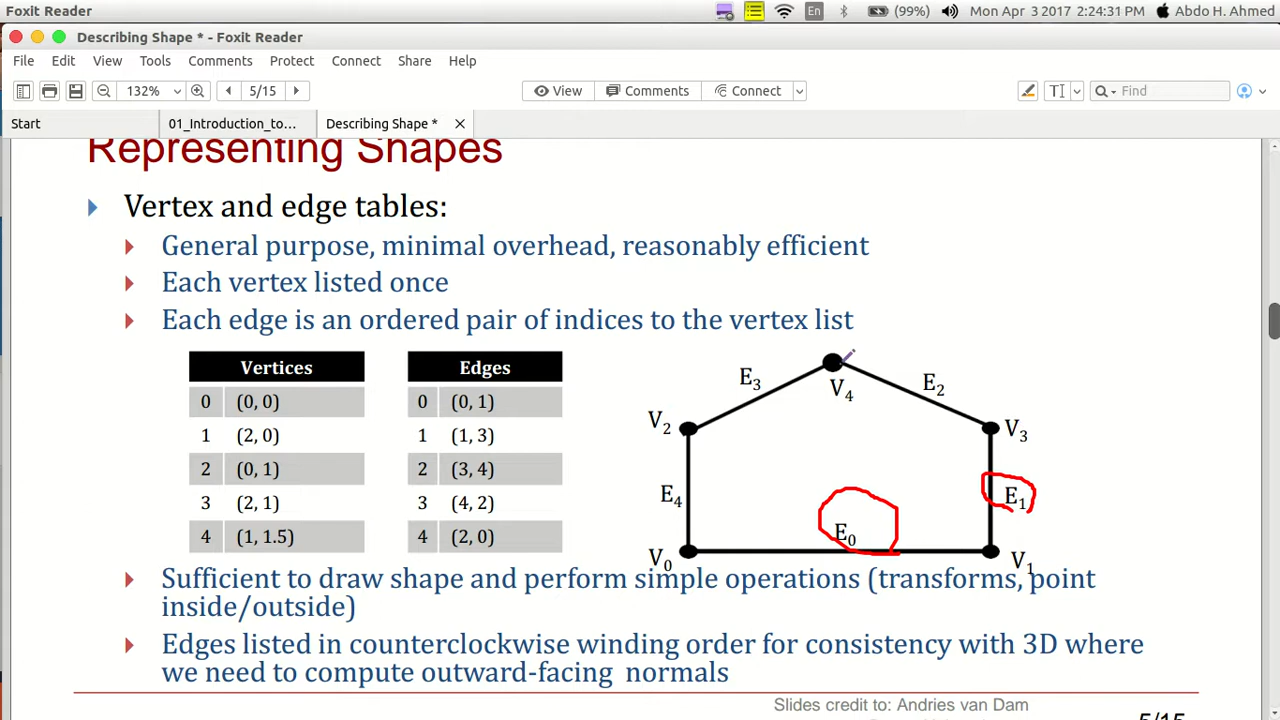 Foxit Reader En (99%) Mon Apr 3 2017 2:24:31 PM Abdo H. Ahmed
Describing Shape * - Foxit Reader
File Edit View Tools Comments Protect Connect Share Help
132% 5/15 View Comments Connect Find
Start 01_Introduction_to... Describing Shape *
Representing Shapes
Vertex and edge tables:
General purpose, minimal overhead, reasonably efficient
Each vertex listed once
Each edge is an ordered pair of indices to the vertex list
Vertices
0 (0, 0)
1 (2, 0)
2 (0, 1)
3 (2, 1)
4 (1, 1.5)
Edges
0 (0, 1)
1 (1, 3)
2 (3, 4)
3 (4, 2)
4 (2, 0)
E3
V4
E2
V2
V3
E4
E1
E0
V0
V1
Sufficient to draw shape and perform simple operations (transforms, point
inside/outside)
Edges listed in counterclockwise winding order for consistency with 3D where
we need to compute outward-facing normals
Slides credit to: Andries van Dam
5/15